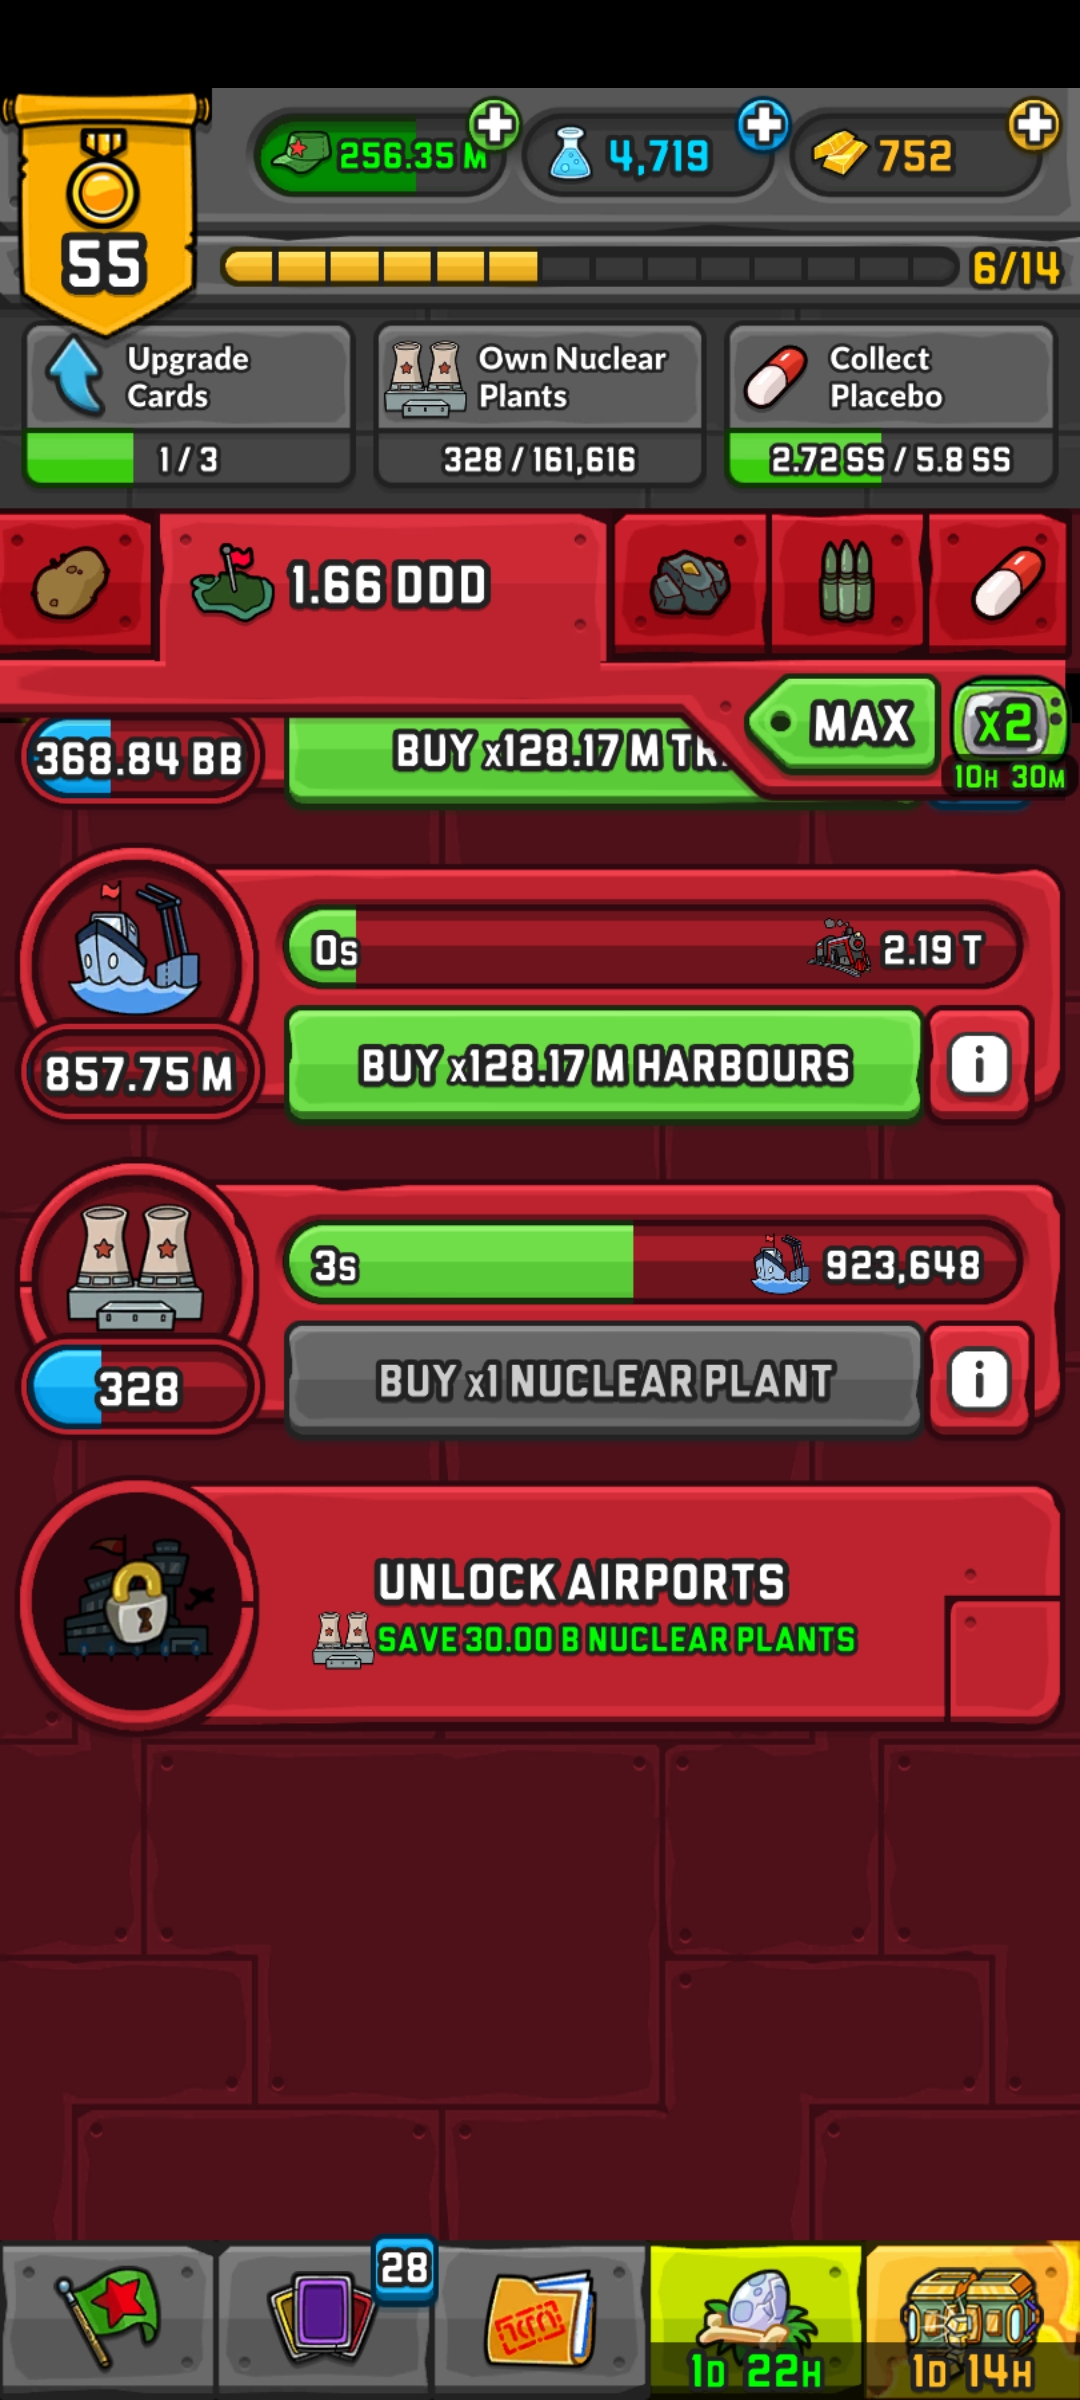 55
256.35 M
4,719
752
6/14
Upgrade
Cards
1 / 3
Own Nuclear
Plants
328 / 161,616
Collect
Placebo
2.72 SS / 5.8 SS
1.66 DDD
MAX
x2
10H 30M
368.84 BB
BUY x128.17 M
0s
2.19 T
857.75 M
BUY x128.17 M HARBOURS
i
3s
923,648
328
BUY x1 NUCLEAR PLANT
i
UNLOCK AIRPORTS
SAVE 30.00 B NUCLEAR PLANTS
28
1D 22H
1D 14H